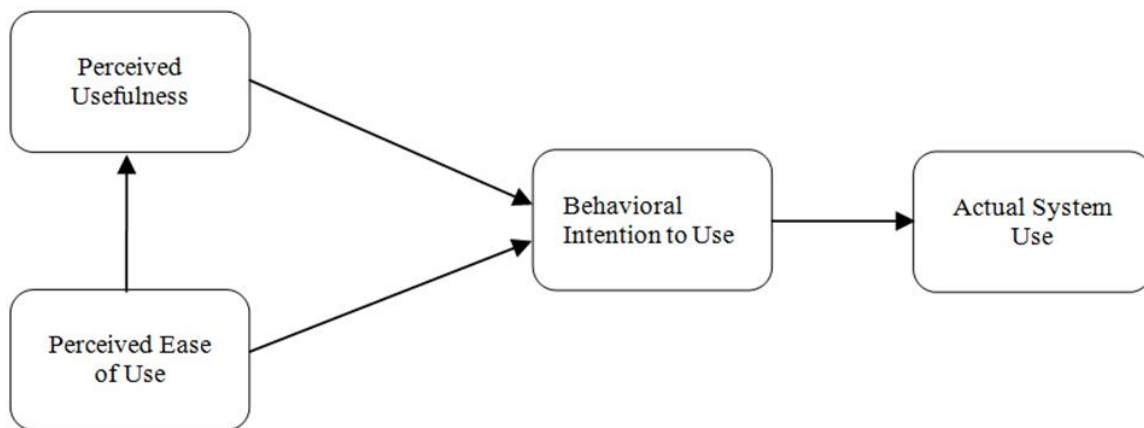 Perceived
Usefulness
Behavioral
Intention to Use
Actual System
Use
Perceived Ease
of Use